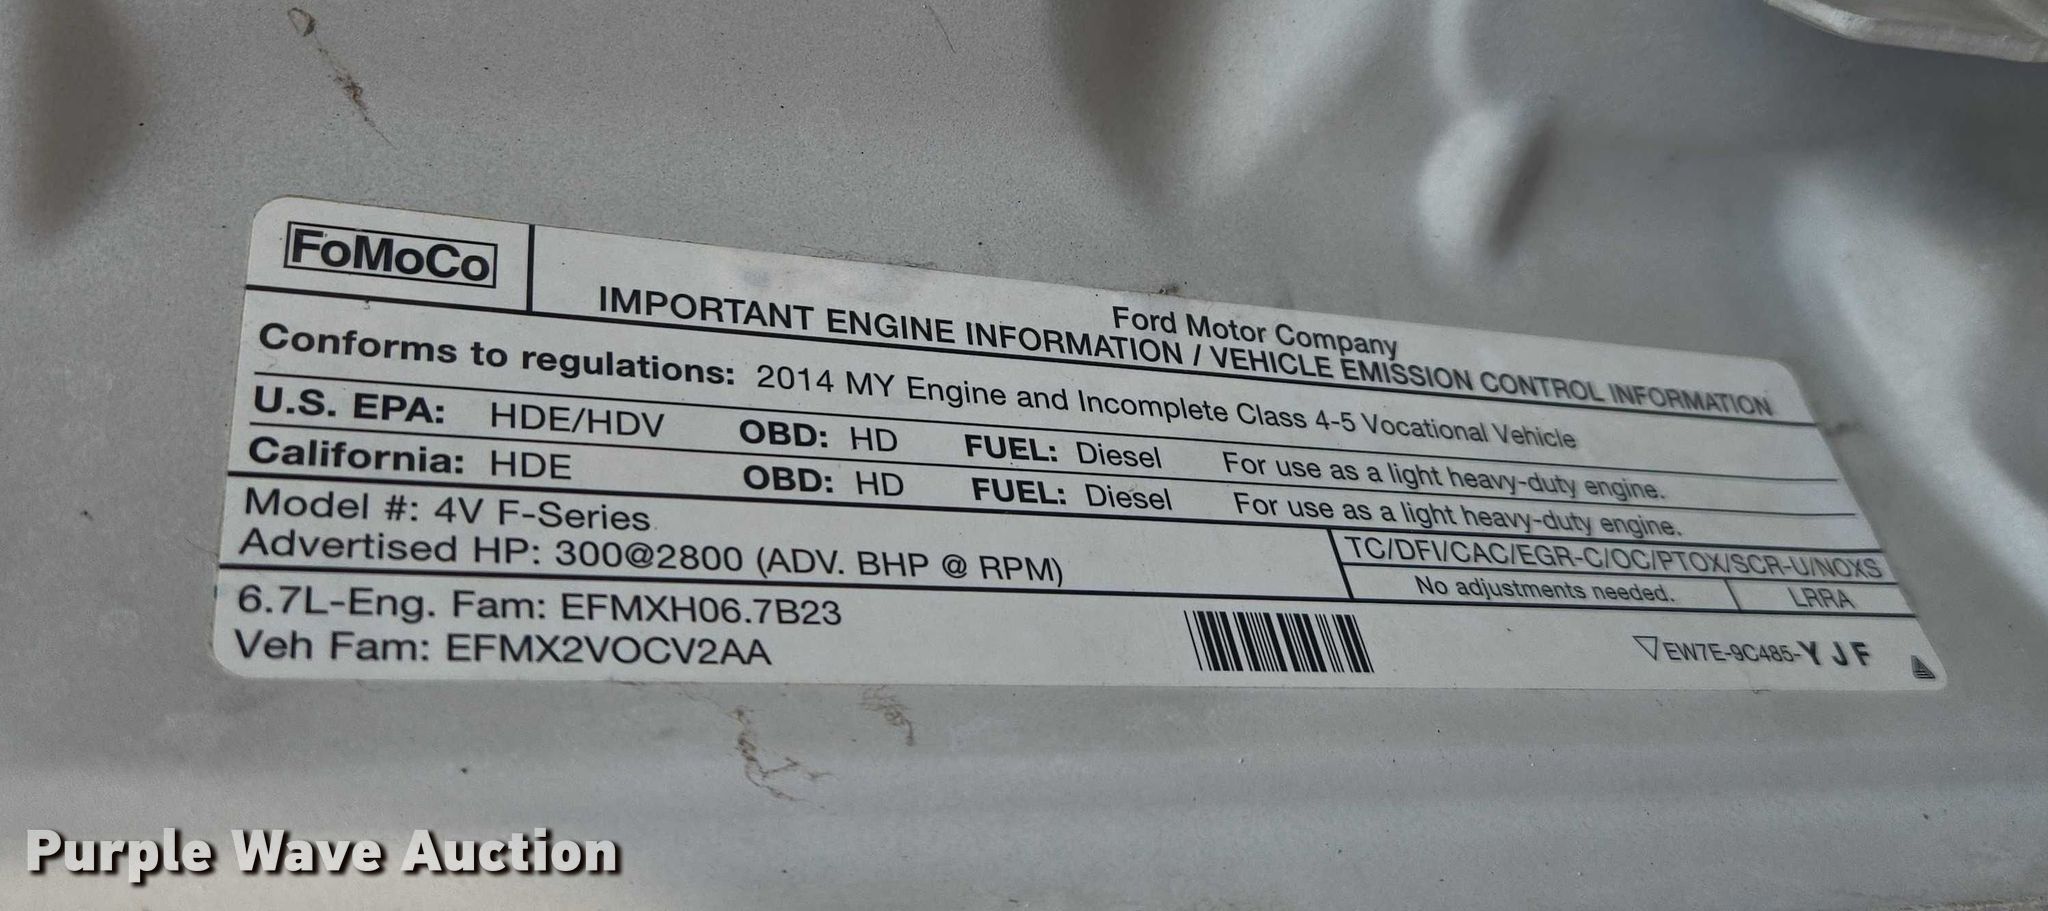 FoMoCo
Ford Motor Company
IMPORTANT ENGINE INFORMATION / VEHICLE EMISSION CONTROL INFORMATION
Conforms to regulations: 2014 MY Engine and Incomplete Class 4-5 Vocational Vehicle
U.S. EPA: HDE/HDV OBD: HD FUEL: Diesel For use as a light heavy-duty engine.
California: HDE OBD: HD FUEL: Diesel For use as a light heavy-duty engine.
Model #: 4V F-Series
Advertised HP: 300@2800 (ADV. BHP @ RPM)
TC/DFI/CAC/EGR-C/OC/PTOX/SCR-U/NOXS
No adjustments needed. LRRA
6.7L-Eng. Fam: EFMXH06.7B23
Veh Fam: EFMX2VOCV2AA
EW7E-9C485-Y J F
Purple Wave Auction